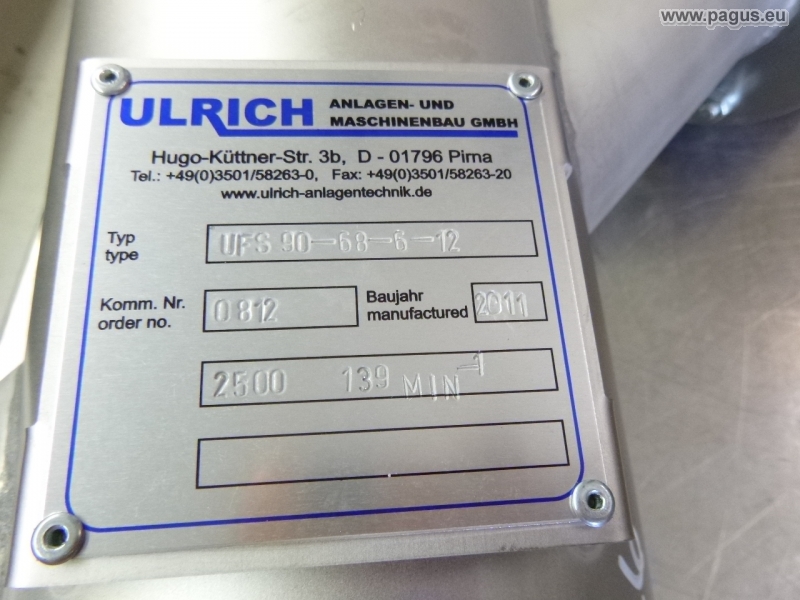 www.pagus.eu
ULRICH ANLAGEN- UND MASCHINENBAU GMBH
Hugo-Küttner-Str. 3b, D - 01796 Pirna
Tel.: +49(0)3501/58263-0, Fax: +49(0)3501/58263-20
www.ulrich-anlagentechnik.de
Typ
type
UFS 90-68-6-12
Komm. Nr.
order no.
0812
Baujahr
manufactured
2011
2500 139 MIN-1